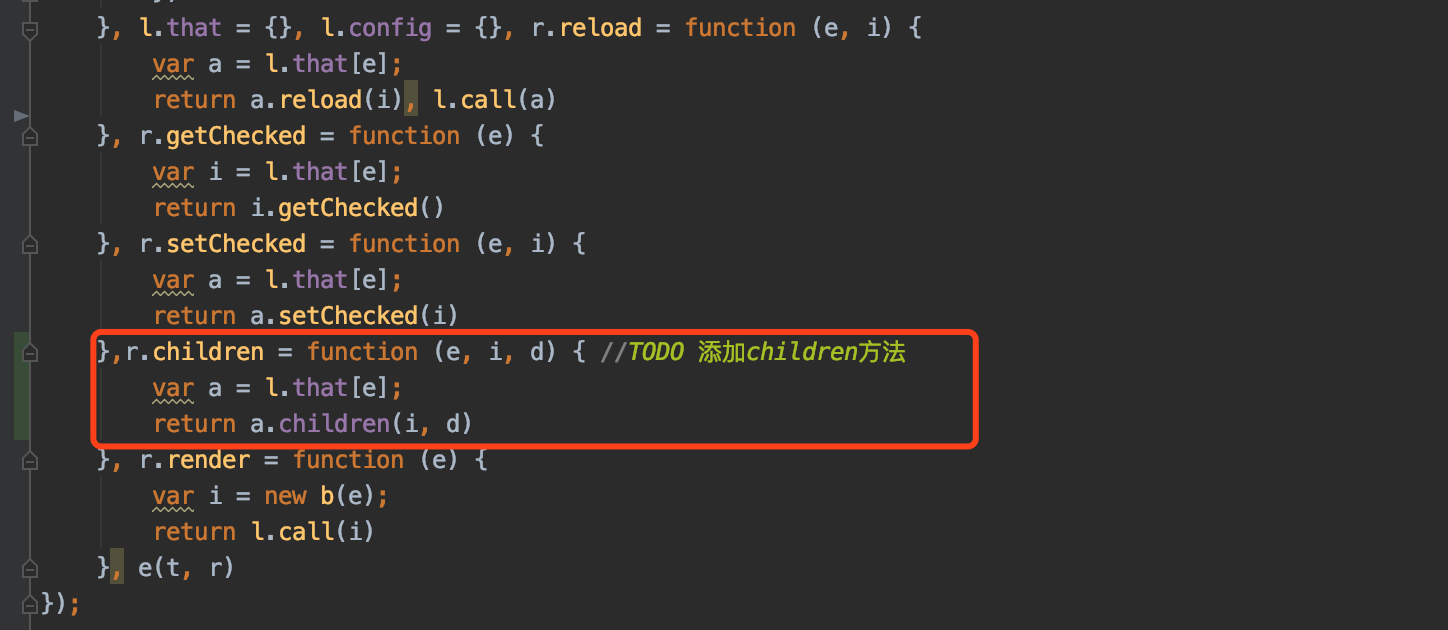 }, l.that = {}, l.config = {}, r.reload = function (e, i) {
var a = l.that[e];
return a.reload(i), l.call(a)
}, r.getChecked = function (e) {
var i = l.that[e];
return i.getChecked()
}, r.setChecked = function (e, i) {
var a = l.that[e];
return a.setChecked(i)
},r.children = function (e, i, d) { //TODO 添加children方法
var a = l.that[e];
return a.children(i, d)
}, r.render = function (e) {
var i = new b(e);
return l.call(i)
}, e(t, r)
});